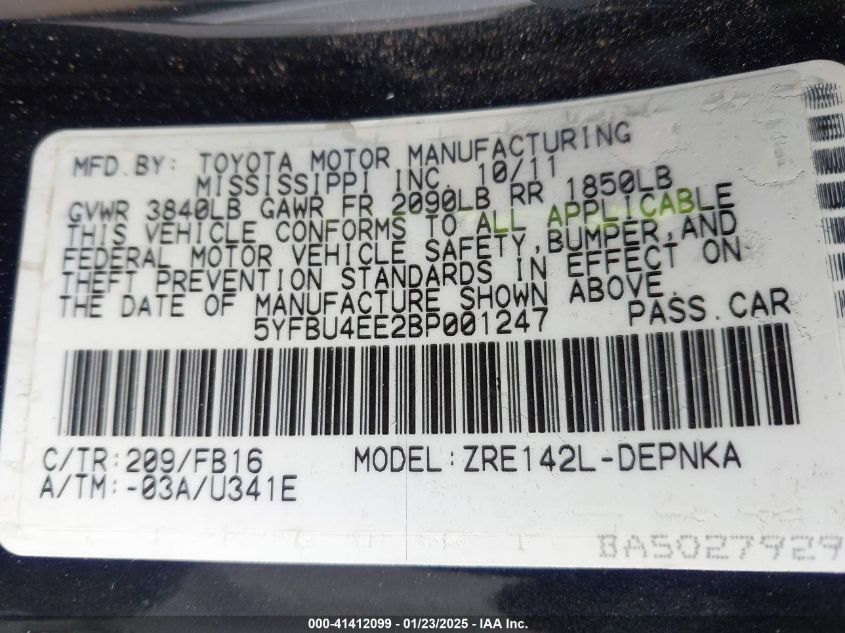 MFD. BY: TOYOTA MOTOR MANUFACTURING
MISSISSIPPI INC. 10/11
GVWR 3840LB GAWR FR 2090LB RR 1850LB
THIS VEHICLE CONFORMS TO ALL APPLICABLE
FEDERAL MOTOR VEHICLE SAFETY, BUMPER, AND
THEFT PREVENTION STANDARDS IN EFFECT ON
THE DATE OF MANUFACTURE SHOWN ABOVE.
5YFBU4EE2BP001247 PASS. CAR
C/TR: 209/FB16 MODEL: ZRE142L-DEPNKA
A/TM: -03A/U341E
BA5027929
000-41412099 — 01/23/2025 — © IAA, Inc.